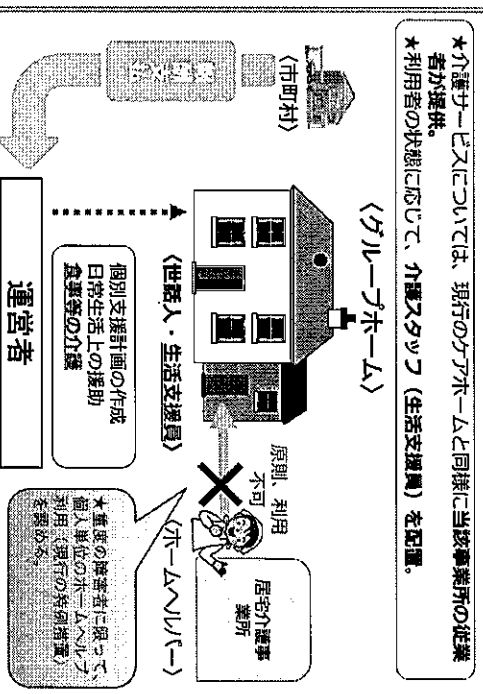 ★介護サービスについては、現行のケアホームと同様に当該事業所の従業
者が提供。
★利用者の状態に応じて、介護スタッフ（生活支援員）を配置。
〈グループホーム〉
〈市町村〉
〈世話人・生活支援員〉
個別支援計画の作成
日常生活上の援助
食事等の介護
運営者
原則、利用
不可
〈ホームヘルパー〉
居宅介護事
業所
★重度の障害者に限って、
個人単位のホームヘルプ
利用（現行の特例措置）
を認める。